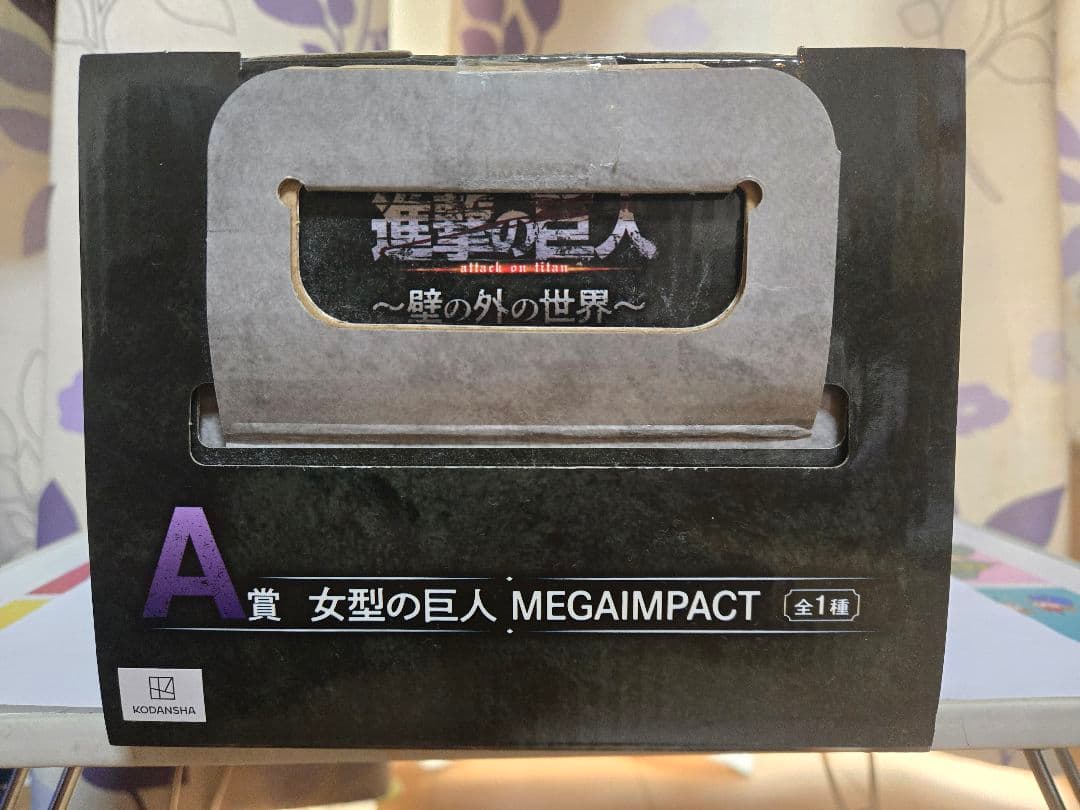 進撃の巨人
attack on titan
～壁の外の世界～
A賞 女型の巨人 MEGAIMPACT 全1種
KODANSHA